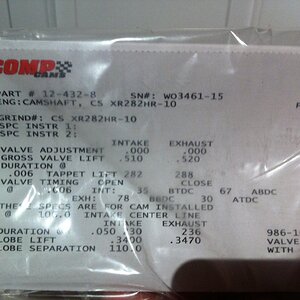 COMP
CAMS
PART # 12-432-8 SN#: WO3461-15
ENG:CAMSHAFT, CS XR282HR-10
GRIND#: CS XR282HR-10
SPC INSTR 1:
SPC INSTR 2:
INTAKE EXHAUST
VALVE ADJUSTMENT .000 .000
GROSS VALVE LIFT .510 .520
DURATION @
.006 TAPPET LIFT 282 288
VALVE TIMING OPEN CLOSE
@ .006 INT: 35 BTDC 67 ABDC
EXH: 78 BBDC 30 ATDC
THESE SPECS ARE FOR CAM INSTALLED
@ 106.0 INTAKE CENTER LINE
INTAKE EXHAUST
DURATION @ .050 230 236 986-1
LOBE LIFT .3400 .3470 VALVE
LOBE SEPARATION 110. WITH